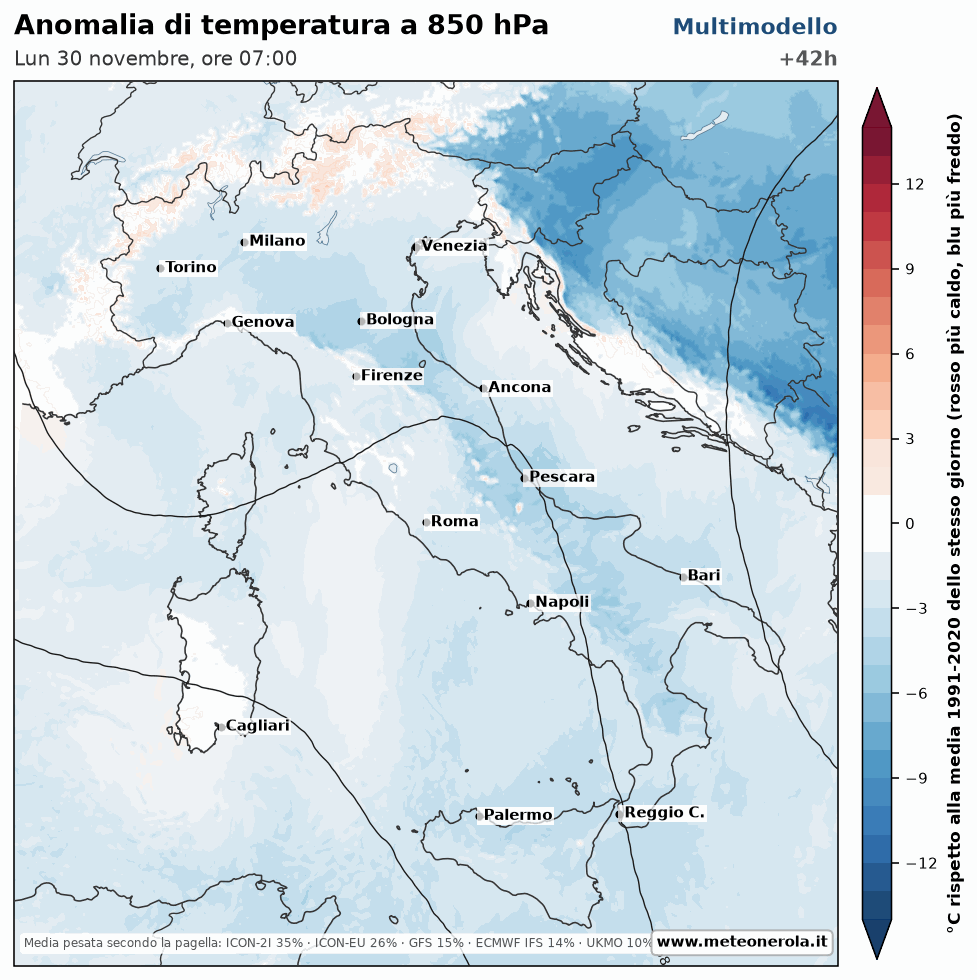 Anomalia di temperatura a 850 hPa
Multimodello
Lun 30 novembre, ore 07:00
+42h
Milano
Venezia
Torino
Genova
Bologna
Firenze
Ancona
Pescara
Roma
Bari
Napoli
Cagliari
Palermo
Reggio C.
12
9
6
3
0
−3
−6
−9
−12
°C rispetto alla media 1991-2020 dello stesso giorno (rosso più caldo, blu più freddo)
Media pesata secondo la pagella: ICON-2I 35% · ICON-EU 26% · GFS 15% · ECMWF IFS 14% · UKMO 10%
www.meteonerola.it